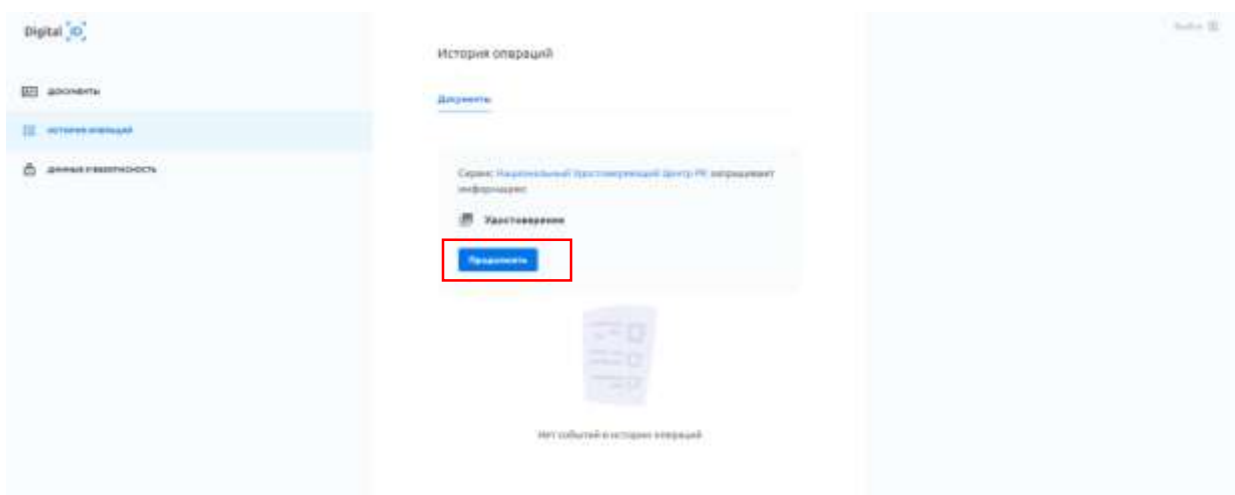 Digital iD
Выйти
История операций
ДОКУМЕНТЫ
Документы
ИСТОРИЯ ОПЕРАЦИЙ
ДАННЫЕ И БЕЗОПАСНОСТЬ
Сервис Национальный Удостоверяющий Центр РК запрашивает
информацию:
Удостоверение
Продолжить
Нет событий в истории операций